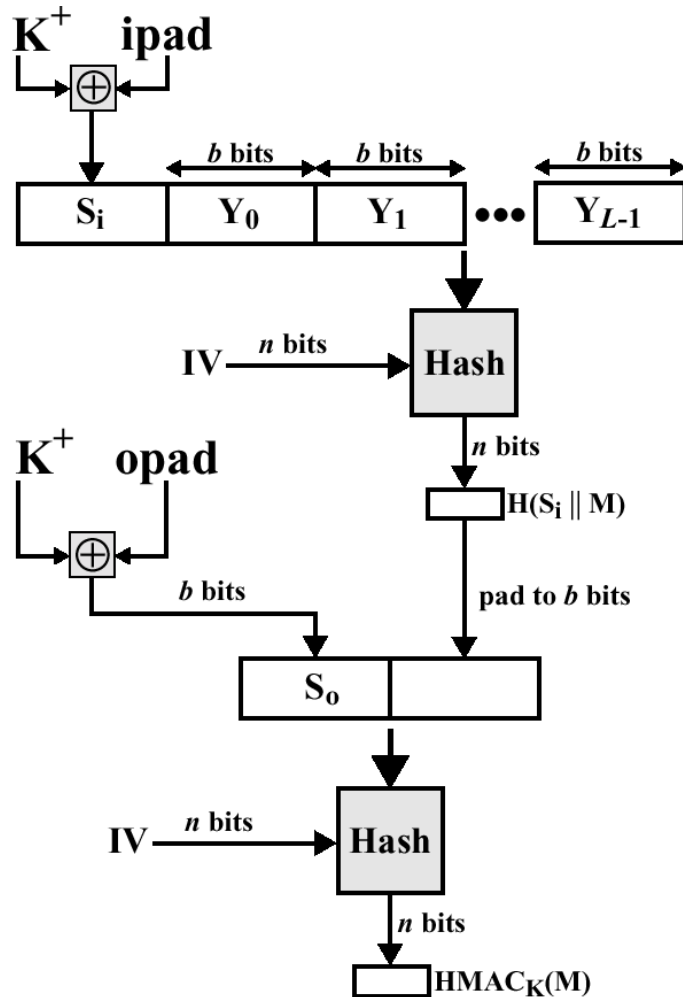 K+ ipad
⊕
b bits b bits b bits
Si Y0 Y1 ••• YL-1
IV n bits Hash
K+ opad
n bits
H(Si || M)
⊕
b bits
pad to b bits
So
n bits
IV Hash
n bits
HMACK(M)